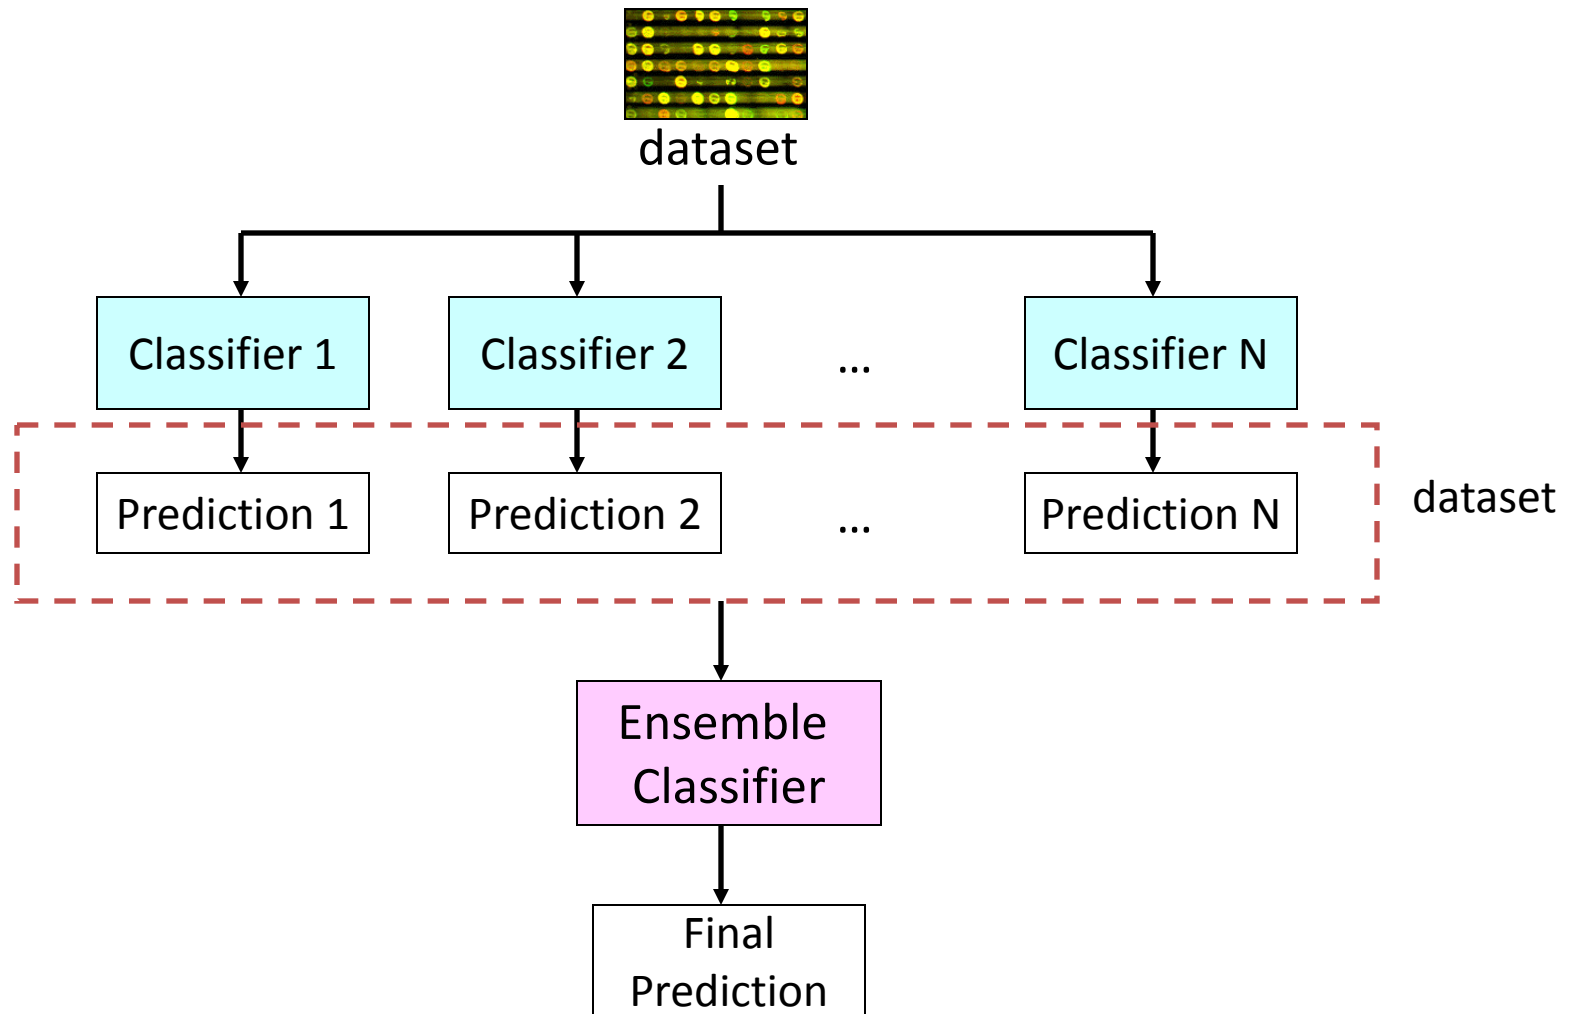 dataset
Classifier 1
Classifier 2
...
Classifier N
Prediction 1
Prediction 2
...
Prediction N
dataset
Ensemble
Classifier
Final
Prediction